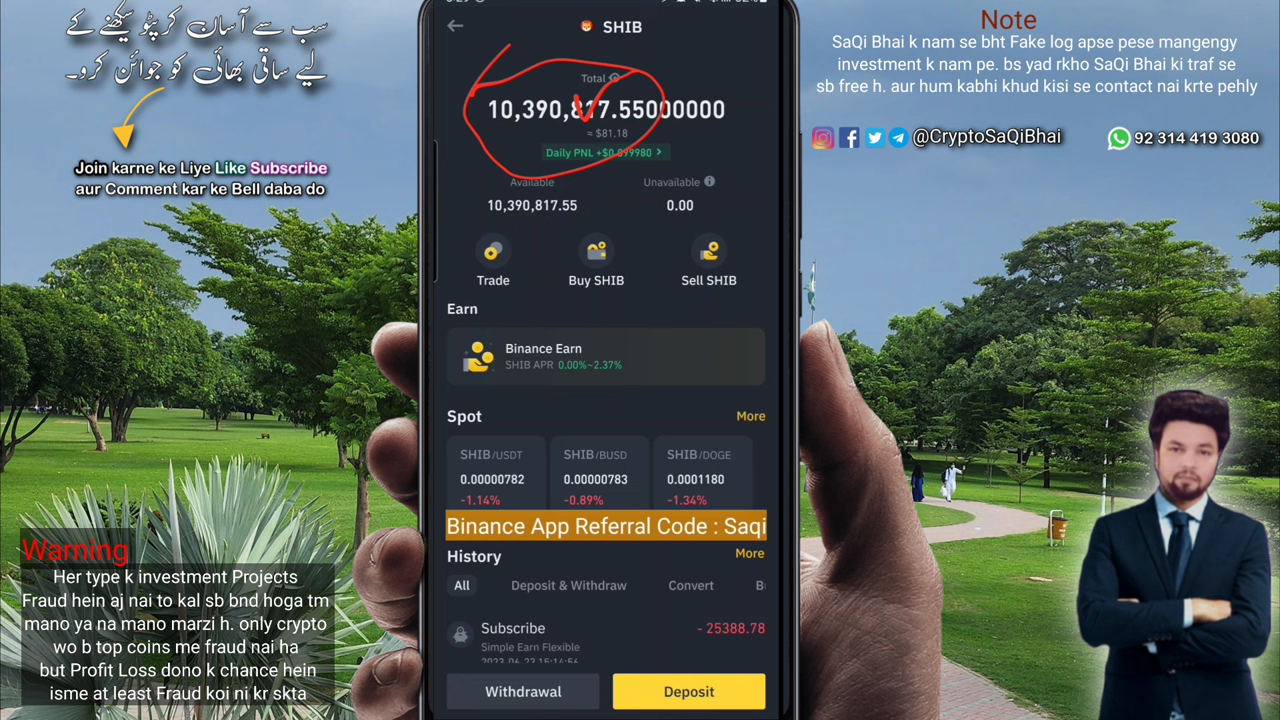 سب سے آسان کرپٹو سیکھنے کے
لیے ساقی بھائی کو جوائن کرو۔
Join karne ke Liye Like Subscribe
aur Comment kar ke Bell daba do
SHIB
Total
10,390,817.55000000
≈ $81.18
Daily PNL +$0.899980 >
Available
Unavailable
10,390,817.55
0.00
Trade
Buy SHIB
Sell SHIB
Earn
Binance Earn
SHIB APR 0.00%~2.37%
Spot
More
SHIB/USDT
SHIB/BUSD
SHIB/DOGE
0.00000782
0.00000783
0.0001180
-1.14%
-0.89%
-1.34%
Binance App Referral Code : Saqi
History
More
All
Deposit & Withdraw
Convert
Subscribe
- 25388.78
Simple Earn Flexible
2023-06-23 15:14:56
Withdrawal
Deposit
Note
SaQi Bhai k nam se bht Fake log apse pese mangengy
investment k nam pe. bs yad rkho SaQi Bhai ki traf se
sb free h. aur hum kabhi khud kisi se contact nai krte pehly
@CryptoSaQiBhai
92 314 419 3080
Warning
Her type k investment Projects
Fraud hein aj nai to kal sb bnd hoga tm
mano ya na mano marzi h. only crypto
wo b top coins me fraud nai ha
but Profit Loss dono k chance hein
isme at least Fraud koi ni kr skta